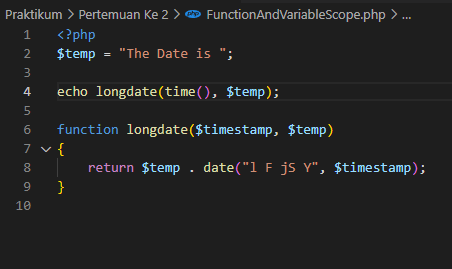 Praktikum > Pertemuan Ke 2 > php FunctionAndVariableScope.php > ...
1 <?php
2 $temp = "The Date is ";
3
4 echo longdate(time(), $temp);
5
6 function longdate($timestamp, $temp)
7 {
8 return $temp . date("l F jS Y", $timestamp);
9 }
10